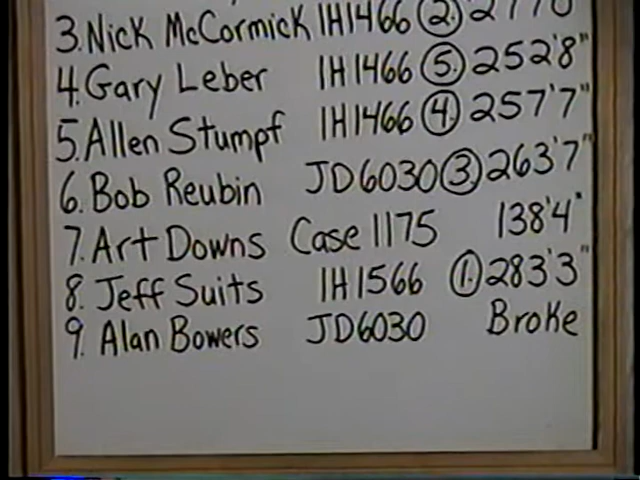 3. Nick McCormick IH1466 (2.)
4. Gary Leber IH1466 (5.) 252'8"
5. Allen Stumpf IH1466 (4.) 257'7"
6. Bob Reubin JD6030 (3.) 263'7"
7. Art Downs Case 1175 138'4"
8. Jeff Suits IH1566 (1.) 283'3"
9. Alan Bowers JD6030 Broke